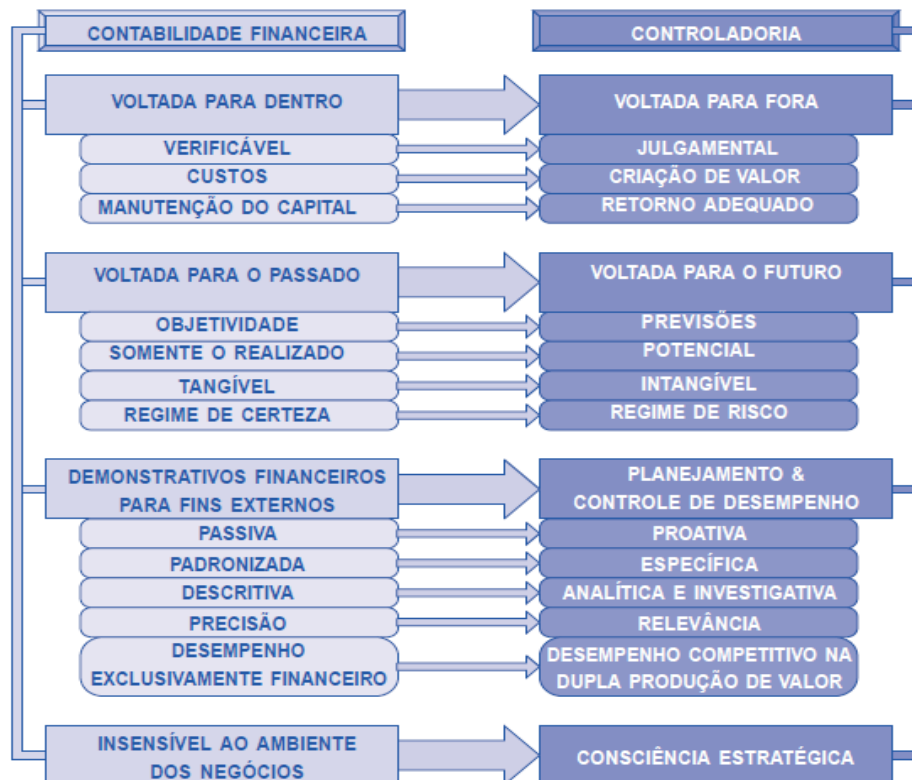 CONTABILIDADE FINANCEIRA
CONTROLADORIA
VOLTADA PARA DENTRO
VOLTADA PARA FORA
VERIFICÁVEL
JULGAMENTAL
CUSTOS
CRIAÇÃO DE VALOR
MANUTENÇÃO DO CAPITAL
RETORNO ADEQUADO
VOLTADA PARA O PASSADO
VOLTADA PARA O FUTURO
OBJETIVIDADE
PREVISÕES
SOMENTE O REALIZADO
POTENCIAL
TANGÍVEL
INTANGÍVEL
REGIME DE CERTEZA
REGIME DE RISCO
DEMONSTRATIVOS FINANCEIROS
PARA FINS EXTERNOS
PLANEJAMENTO &
CONTROLE DE DESEMPENHO
PASSIVA
PROATIVA
PADRONIZADA
ESPECÍFICA
DESCRITIVA
ANALÍTICA E INVESTIGATIVA
PRECISÃO
RELEVÂNCIA
DESEMPENHO
EXCLUSIVAMENTE FINANCEIRO
DESEMPENHO COMPETITIVO NA
DUPLA PRODUÇÃO DE VALOR
INSENSÍVEL AO AMBIENTE
DOS NEGÓCIOS
CONSCIÊNCIA ESTRATÉGICA